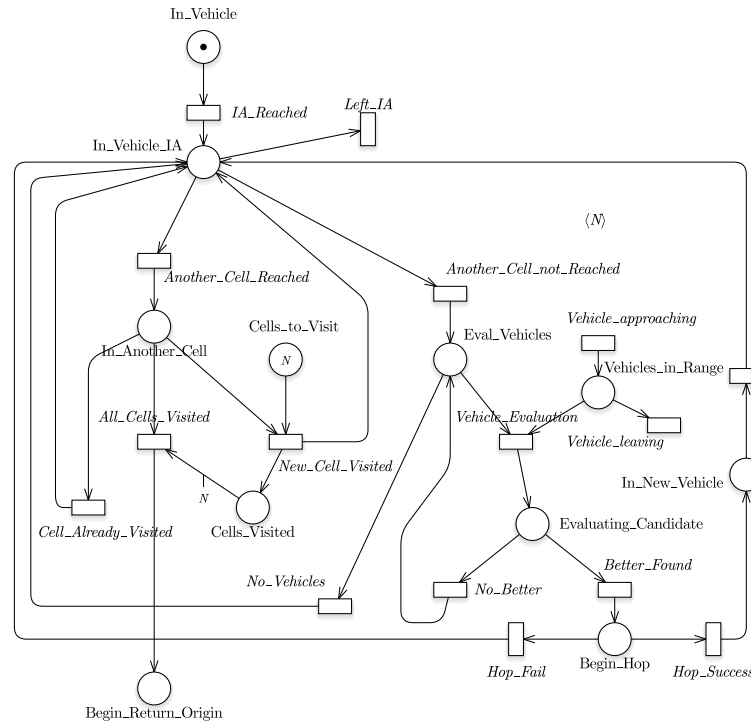 In_Vehicle
IA_Reached
Left_IA
In_Vehicle_IA
⟨N⟩
Another_Cell_Reached
Another_Cell_not_Reached
Vehicle_approaching
Cells_to_Visit
Eval_Vehicles
In_Another_Cell
N
Vehicles_in_Range
All_Cells_Visited
Vehicle_Evaluation
Vehicle_leaving
New_Cell_Visited
In_New_Vehicle
N
Cell_Already_Visited
Cells_Visited
Evaluating_Candidate
No_Vehicles
No_Better
Better_Found
Begin_Hop
Hop_Fail
Hop_Success
Begin_Return_Origin